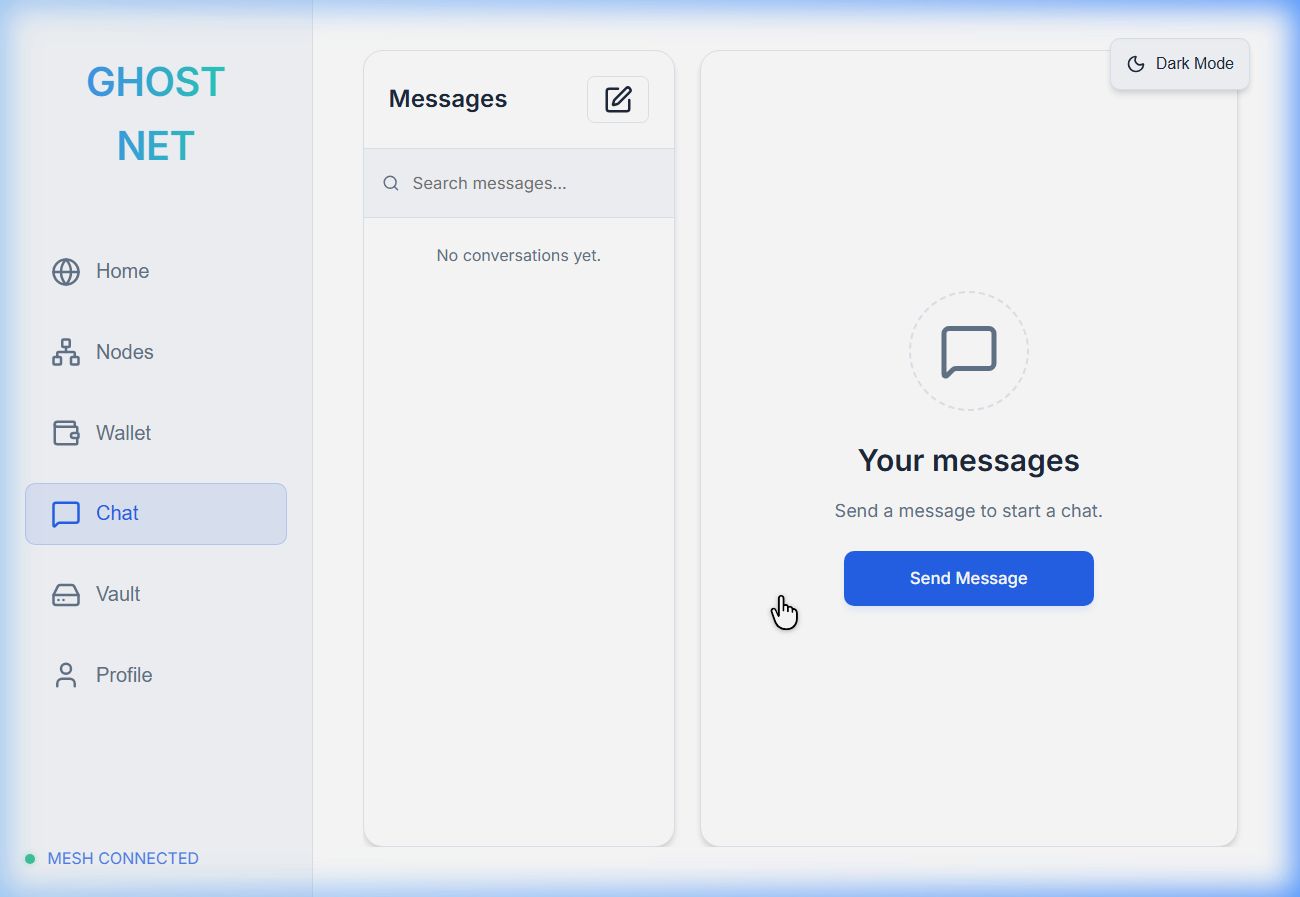 GHOST
NET
Home
Nodes
Wallet
Chat
Vault
Profile
MESH CONNECTED
Messages
Search messages...
No conversations yet.
Dark Mode
Your messages
Send a message to start a chat.
Send Message